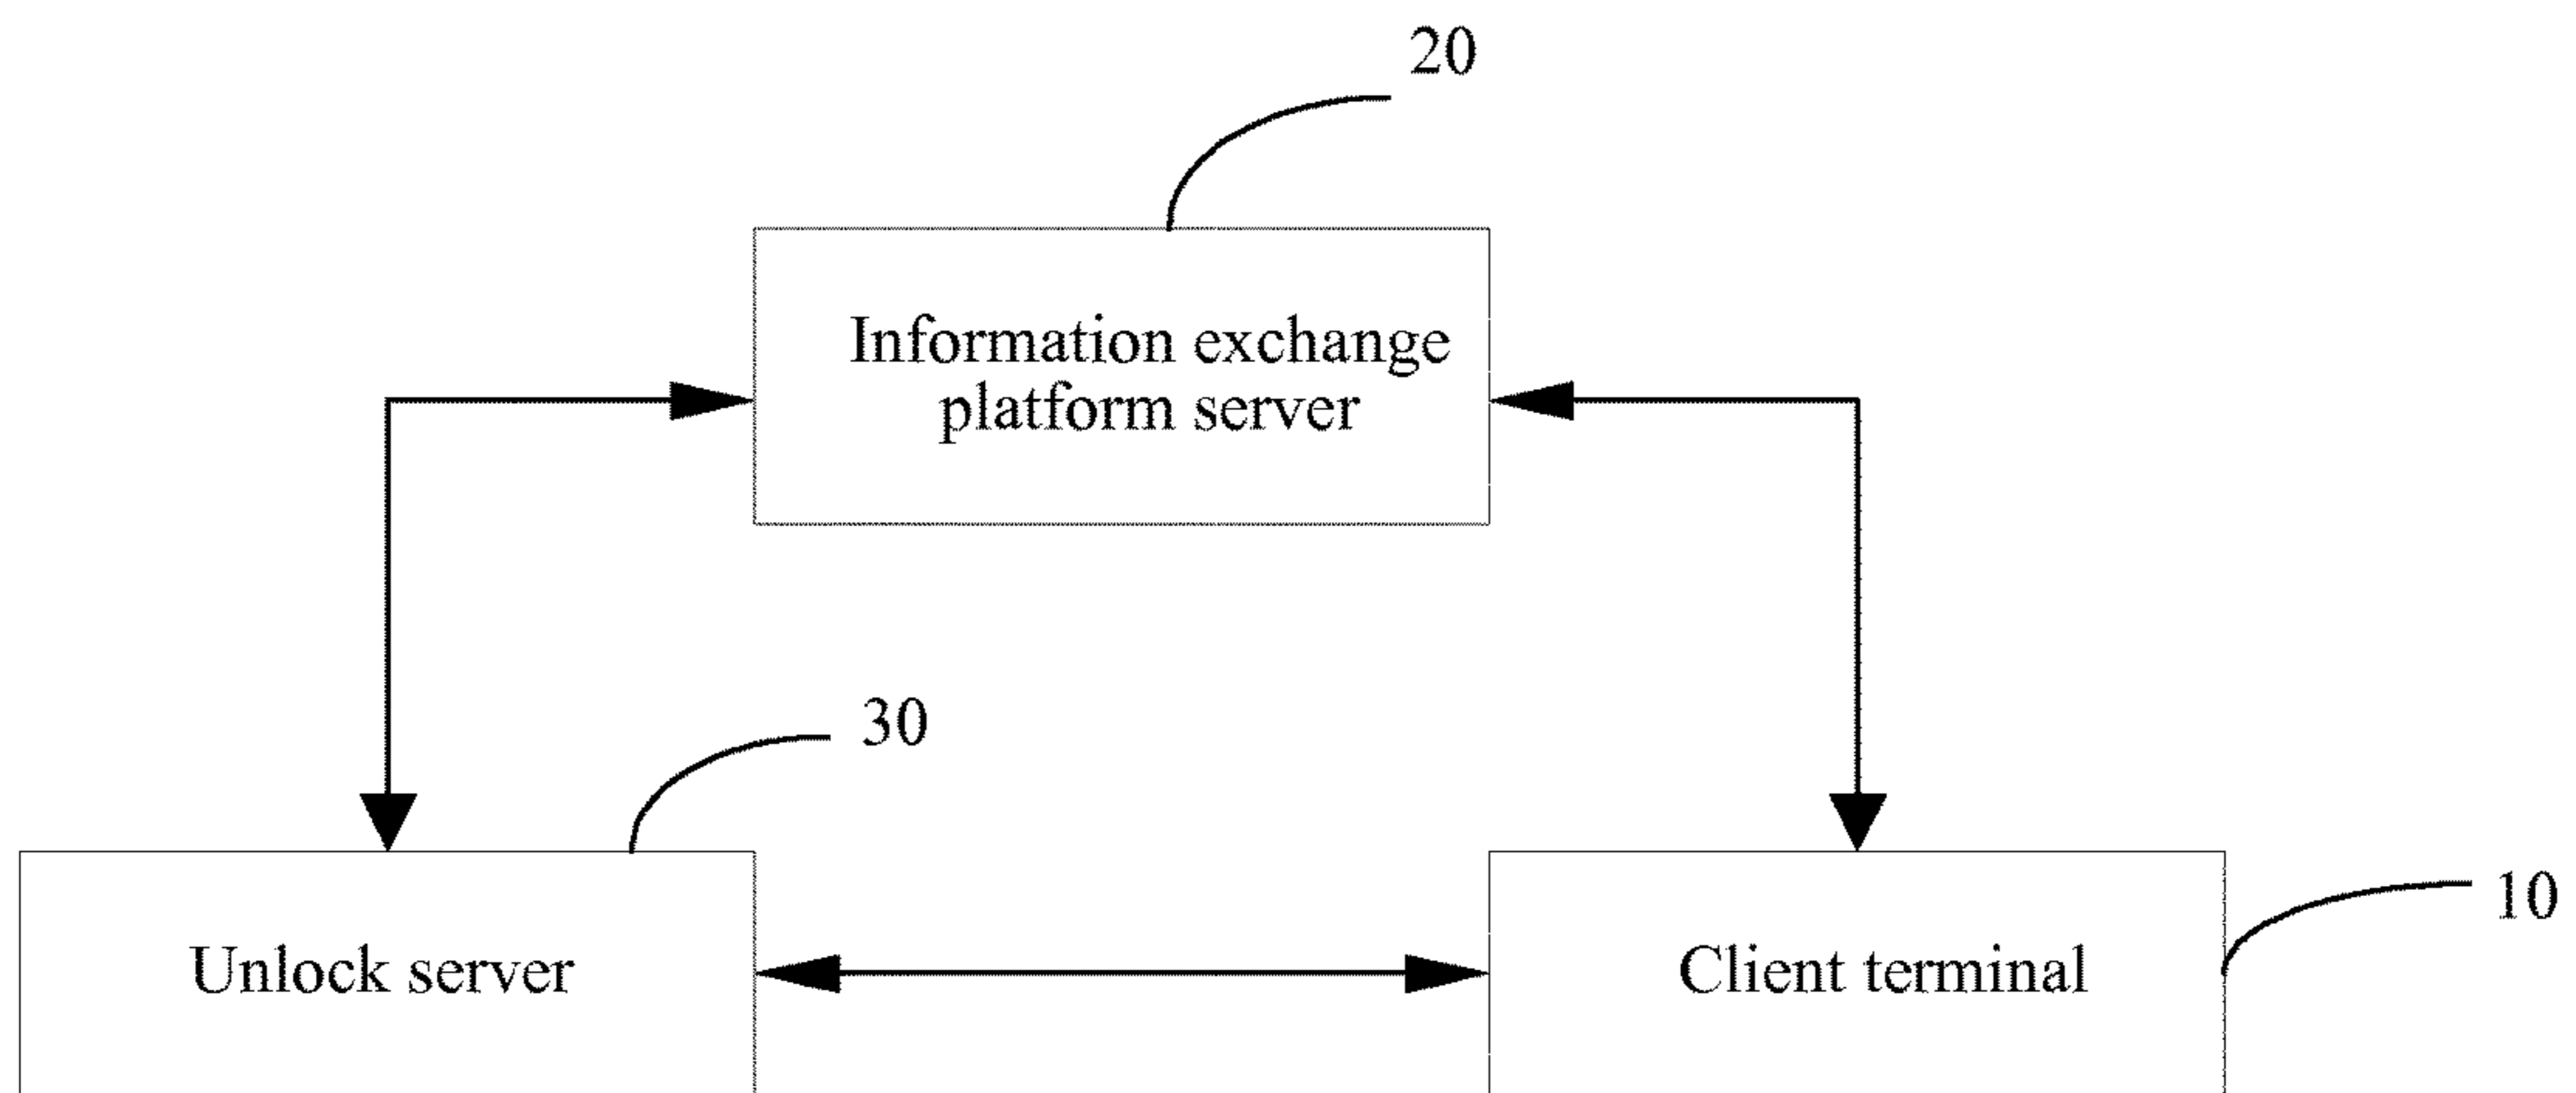 20
Information exchange
platform server
30
10
Unlock server
Client terminal